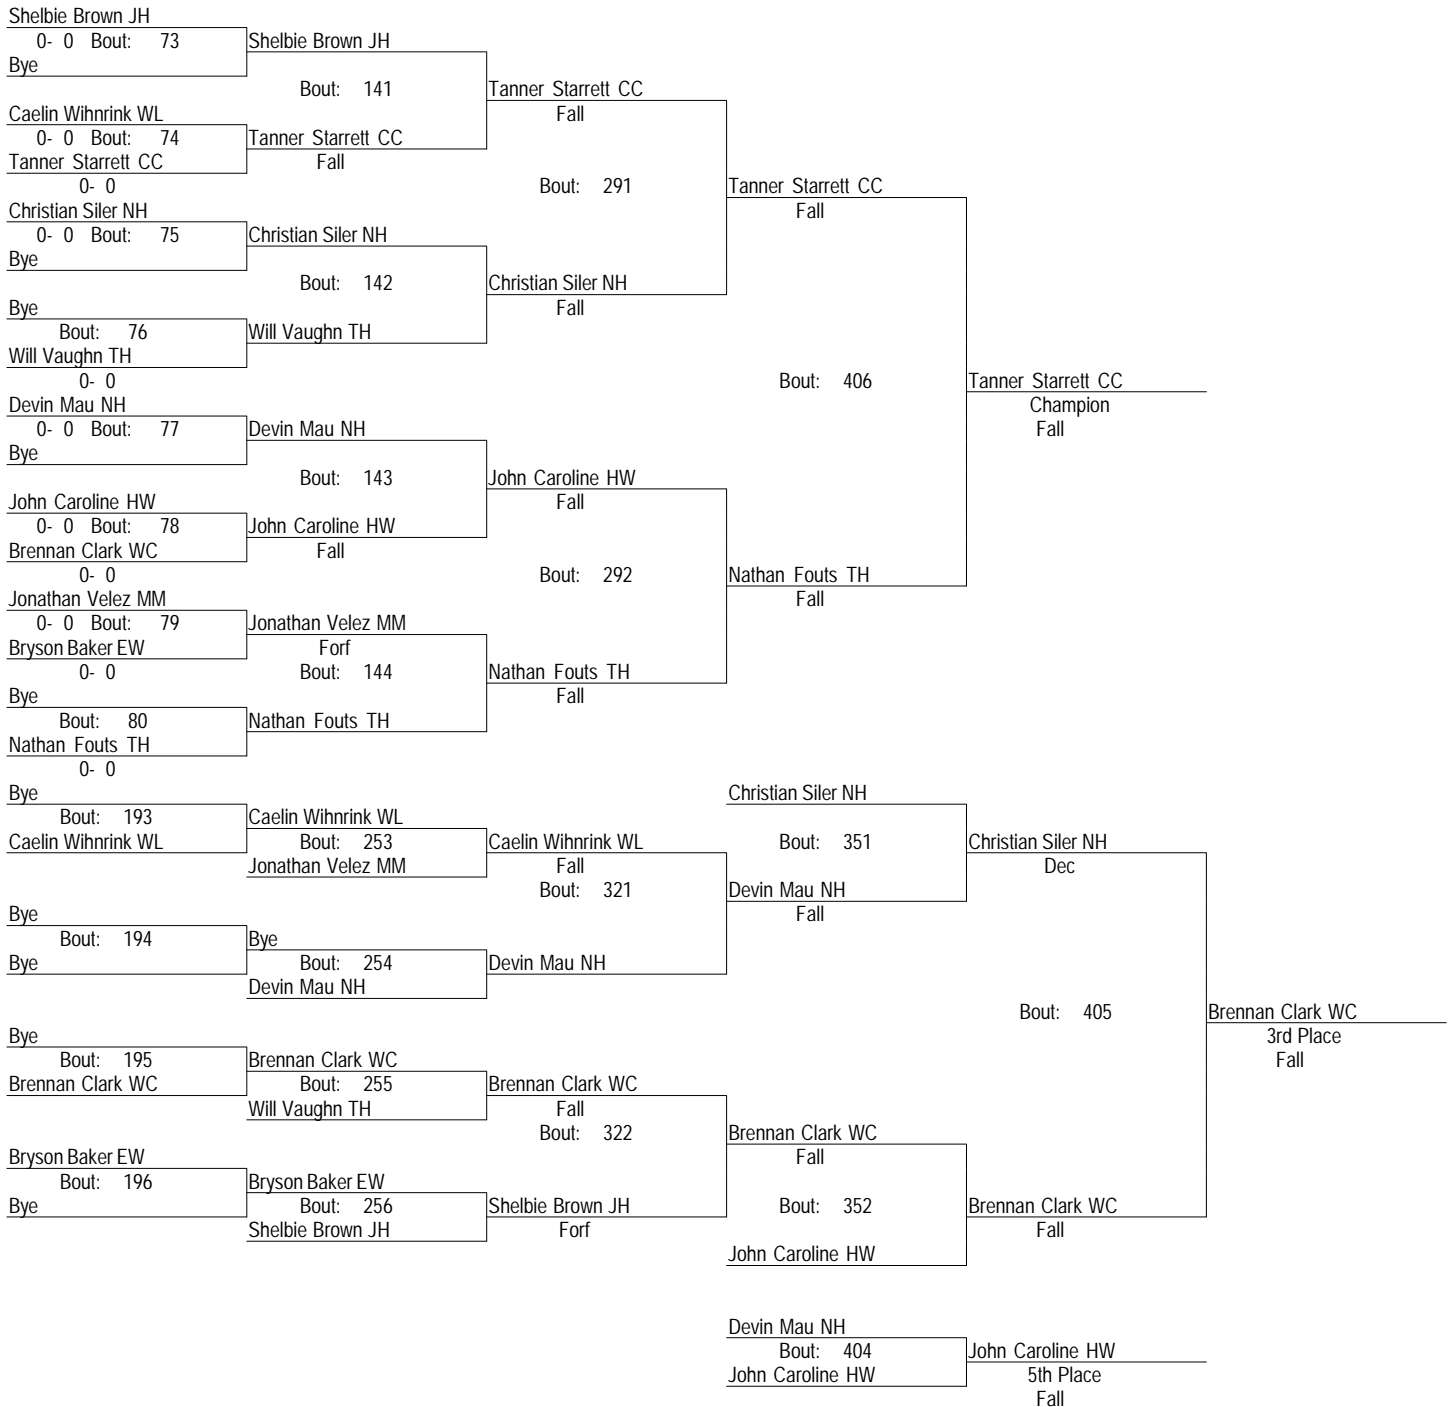 Shelbie Brown JH
0- 0 Bout: 73 Shelbie Brown JH
Bye
Bout: 141 Tanner Starrett CC
Caelin Wihnrink WL Fall
0- 0 Bout: 74 Tanner Starrett CC
Tanner Starrett CC Fall
0- 0 Bout: 291 Tanner Starrett CC
Christian Siler NH Fall
0- 0 Bout: 75 Christian Siler NH
Bye
Bout: 142 Christian Siler NH
Bye Fall
Bout: 76 Will Vaughn TH
Will Vaughn TH
0- 0 Bout: 406 Tanner Starrett CC
Devin Mau NH Champion
0- 0 Bout: 77 Devin Mau NH Fall
Bye
Bout: 143 John Caroline HW
John Caroline HW Fall
0- 0 Bout: 78 John Caroline HW
Brennan Clark WC Fall
0- 0 Bout: 292 Nathan Fouts TH
Jonathan Velez MM Fall
0- 0 Bout: 79 Jonathan Velez MM
Bryson Baker EW Forf
0- 0 Bout: 144 Nathan Fouts TH
Bye Fall
Bout: 80 Nathan Fouts TH
Nathan Fouts TH
0- 0
Bye Christian Siler NH
Bout: 193 Caelin Wihnrink WL
Caelin Wihnrink WL Bout: 253 Caelin Wihnrink WL Bout: 351 Christian Siler NH
Jonathan Velez MM Fall Dec
Bout: 321 Devin Mau NH
Bye Fall
Bout: 194 Bye
Bye Bout: 254 Devin Mau NH
Devin Mau NH
Bout: 405 Brennan Clark WC
Bye 3rd Place
Bout: 195 Brennan Clark WC Fall
Brennan Clark WC Bout: 255 Brennan Clark WC
Will Vaughn TH Fall
Bout: 322 Brennan Clark WC
Bryson Baker EW Fall
Bout: 196 Bryson Baker EW
Bye Bout: 256 Shelbie Brown JH Bout: 352 Brennan Clark WC
Shelbie Brown JH Forf Fall
John Caroline HW
Devin Mau NH
Bout: 404 John Caroline HW
John Caroline HW 5th Place
Fall